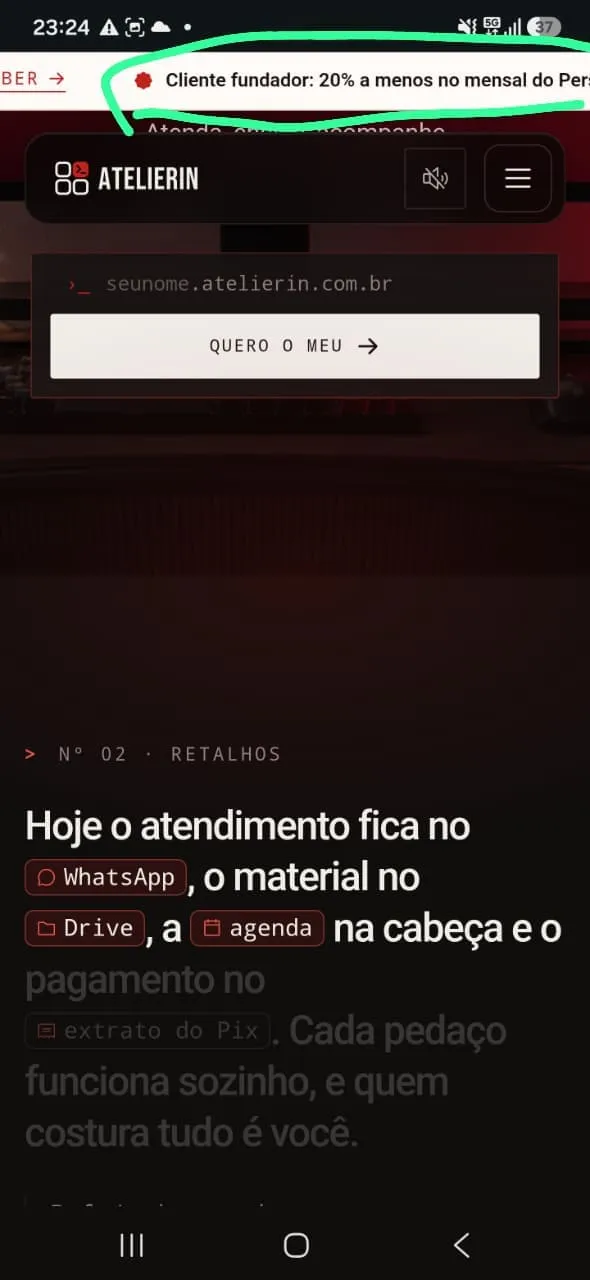 23:24
5G
37
BER →
Cliente fundador: 20% a menos no mensal do Pers
ATELIERIN
›_ seunome.atelierin.com.br
QUERO O MEU →
> Nº 02 · RETALHOS
Hoje o atendimento fica no
WhatsApp, o material no
Drive, a agenda na cabeça e o
pagamento no
extrato do Pix. Cada pedaço
funciona sozinho, e quem
costura tudo é você.